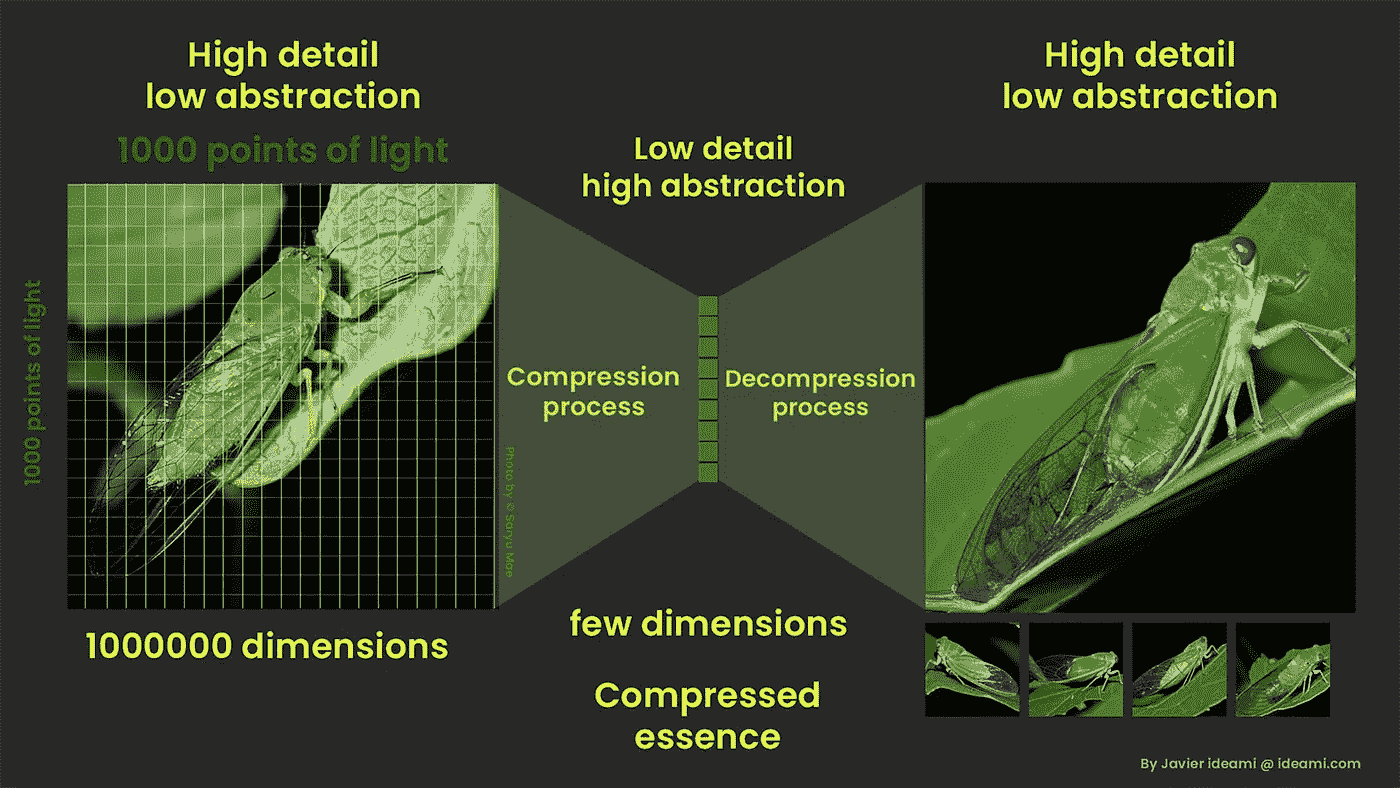 High detail
low abstraction
1000 points of light
1000 points of light
1000000 dimensions
Low detail
high abstraction
Compression
process
Photo by © Saryu Mae
Decompression
process
few dimensions
Compressed
essence
High detail
low abstraction
By Javier ideami @ ideami.com